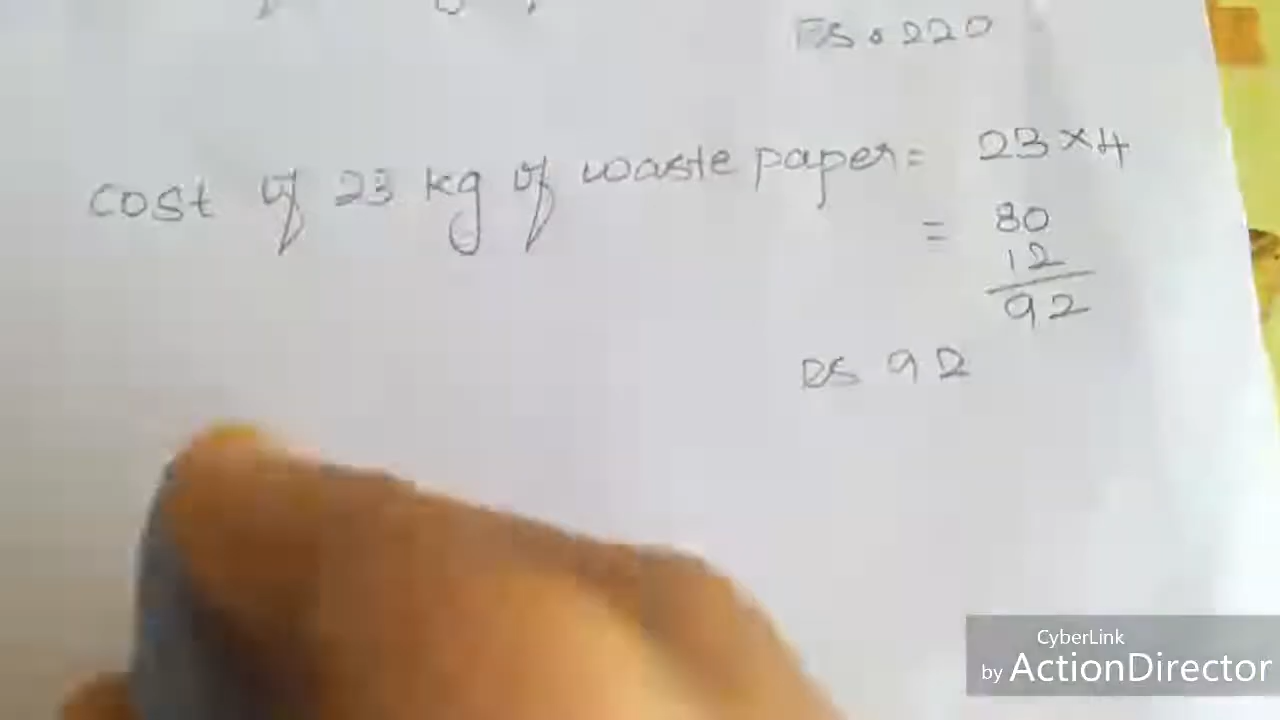 Rs. 220
cost of 23 kg of waste paper = 23 × 4
= 80
12
92
Rs 92
CyberLink
by ActionDirector